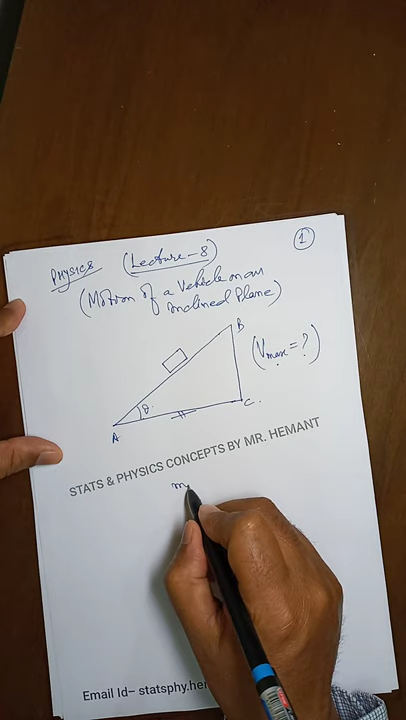 PHYSICS (Lecture-8) 1
(Motion of a Vehicle on an
Inclined Plane)
B
(Vmax=?)
θ
A
C.
STATS & PHYSICS CONCEPTS BY MR. HEMANT
m
Email Id– statsphy.her